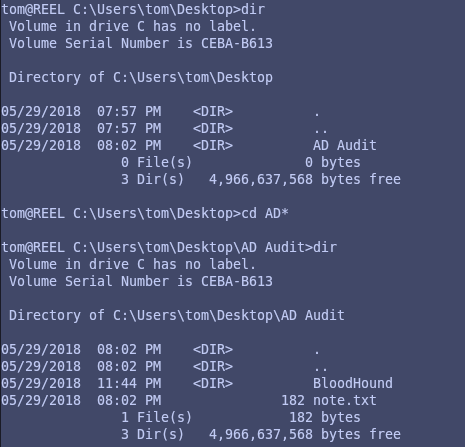 tom@REEL C:\Users\tom\Desktop>dir
 Volume in drive C has no label.
 Volume Serial Number is CEBA-B613
 Directory of C:\Users\tom\Desktop
05/29/2018  07:57 PM    <DIR>          .
05/29/2018  07:57 PM    <DIR>          ..
05/29/2018  08:02 PM    <DIR>          AD Audit
               0 File(s)              0 bytes
               3 Dir(s)   4,966,637,568 bytes free
tom@REEL C:\Users\tom\Desktop>cd AD*
tom@REEL C:\Users\tom\Desktop\AD Audit>dir
 Volume in drive C has no label.
 Volume Serial Number is CEBA-B613
 Directory of C:\Users\tom\Desktop\AD Audit
05/29/2018  08:02 PM    <DIR>          .
05/29/2018  08:02 PM    <DIR>          ..
05/29/2018  11:44 PM    <DIR>          BloodHound
05/29/2018  08:02 PM               182 note.txt
               1 File(s)            182 bytes
               3 Dir(s)   4,966,637,568 bytes free